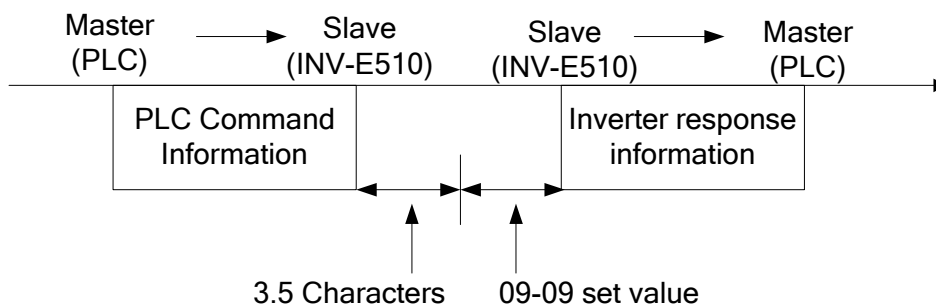 Master
(PLC)
Slave
(INV-E510)
Slave
(INV-E510)
Master
(PLC)
PLC Command
Information
Inverter response
information
3.5 Characters
09-09 set value